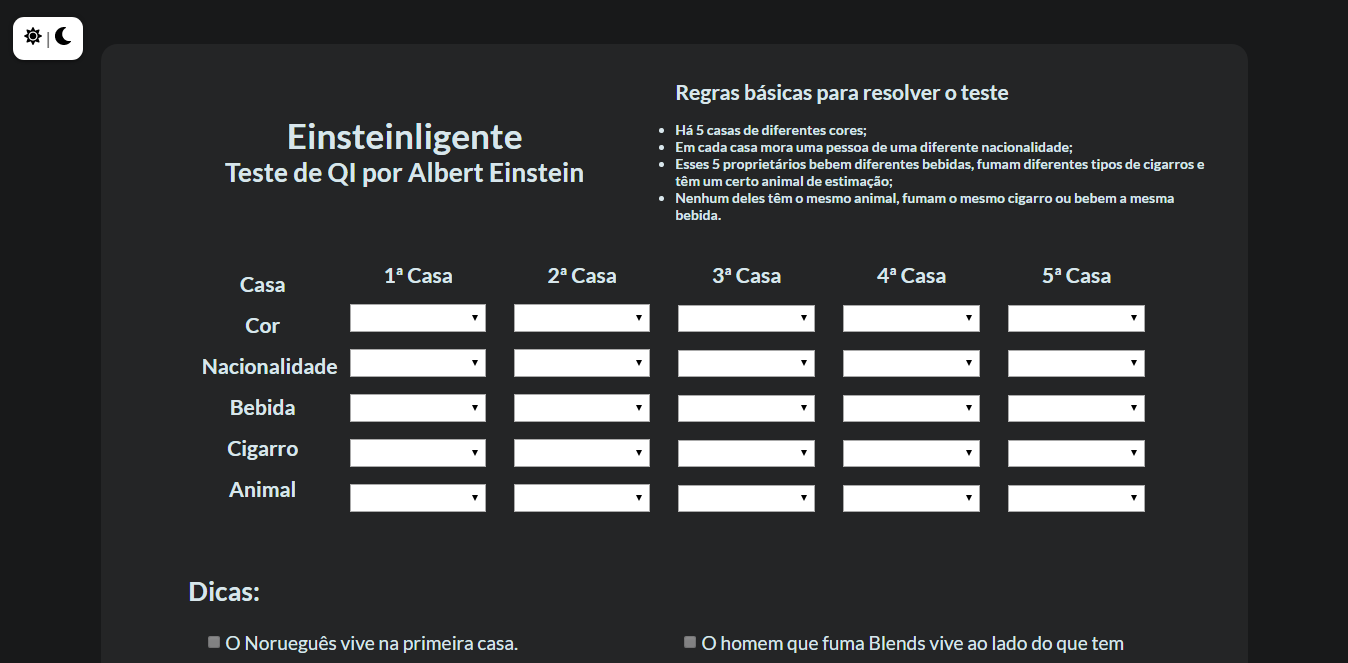 Einsteinligente
Teste de QI por Albert Einstein
Regras básicas para resolver o teste
Há 5 casas de diferentes cores;
Em cada casa mora uma pessoa de uma diferente nacionalidade;
Esses 5 proprietários bebem diferentes bebidas, fumam diferentes tipos de cigarros e
têm um certo animal de estimação;
Nenhum deles têm o mesmo animal, fumam o mesmo cigarro ou bebem a mesma
bebida.
Casa
1ª Casa
2ª Casa
3ª Casa
4ª Casa
5ª Casa
Cor
Nacionalidade
Bebida
Cigarro
Animal
Dicas:
O Norueguês vive na primeira casa.
O homem que fuma Blends vive ao lado do que tem